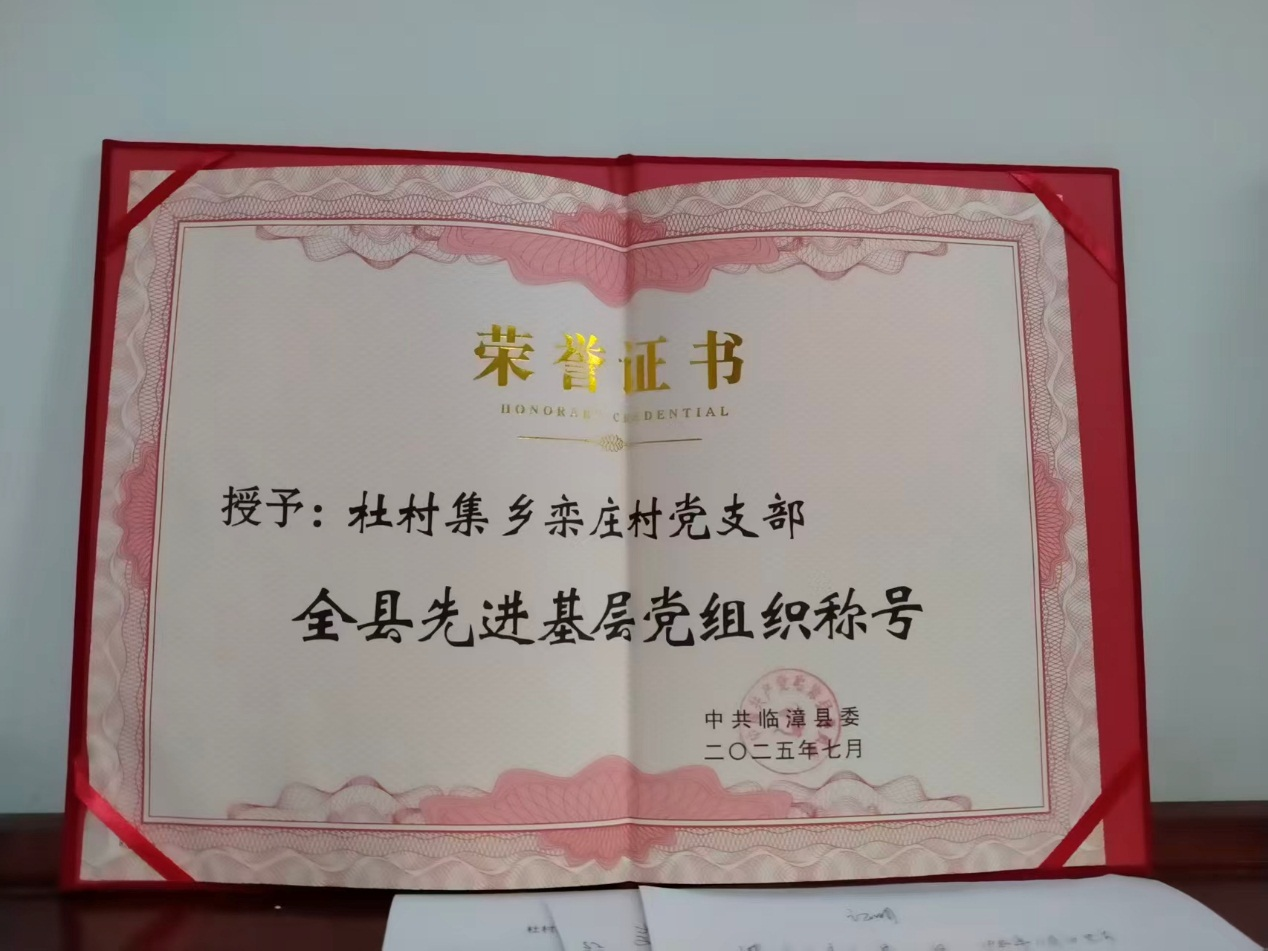 荣誉证书
HONORARY CREDENTIAL
授予：杜村集乡栾庄村党支部
全县先进基层党组织称号
中共临漳县委
二〇二五年七月
杜村